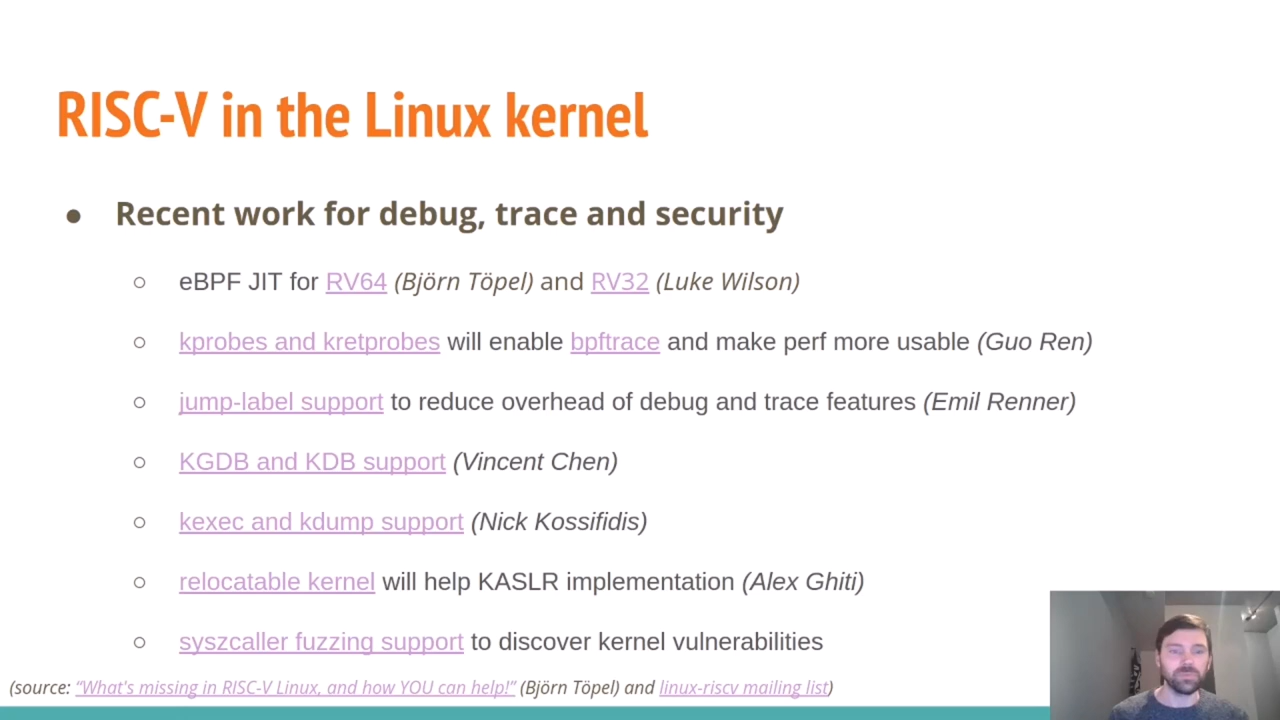 RISC-V in the Linux kernel
● Recent work for debug, trace and security
○ eBPF JIT for RV64 (Björn Töpel) and RV32 (Luke Wilson)
○ kprobes and kretprobes will enable bpftrace and make perf more usable (Guo Ren)
○ jump-label support to reduce overhead of debug and trace features (Emil Renner)
○ KGDB and KDB support (Vincent Chen)
○ kexec and kdump support (Nick Kossifidis)
○ relocatable kernel will help KASLR implementation (Alex Ghiti)
○ syszcaller fuzzing support to discover kernel vulnerabilities
(source: “What's missing in RISC-V Linux, and how YOU can help!” (Björn Töpel) and linux-riscv mailing list)